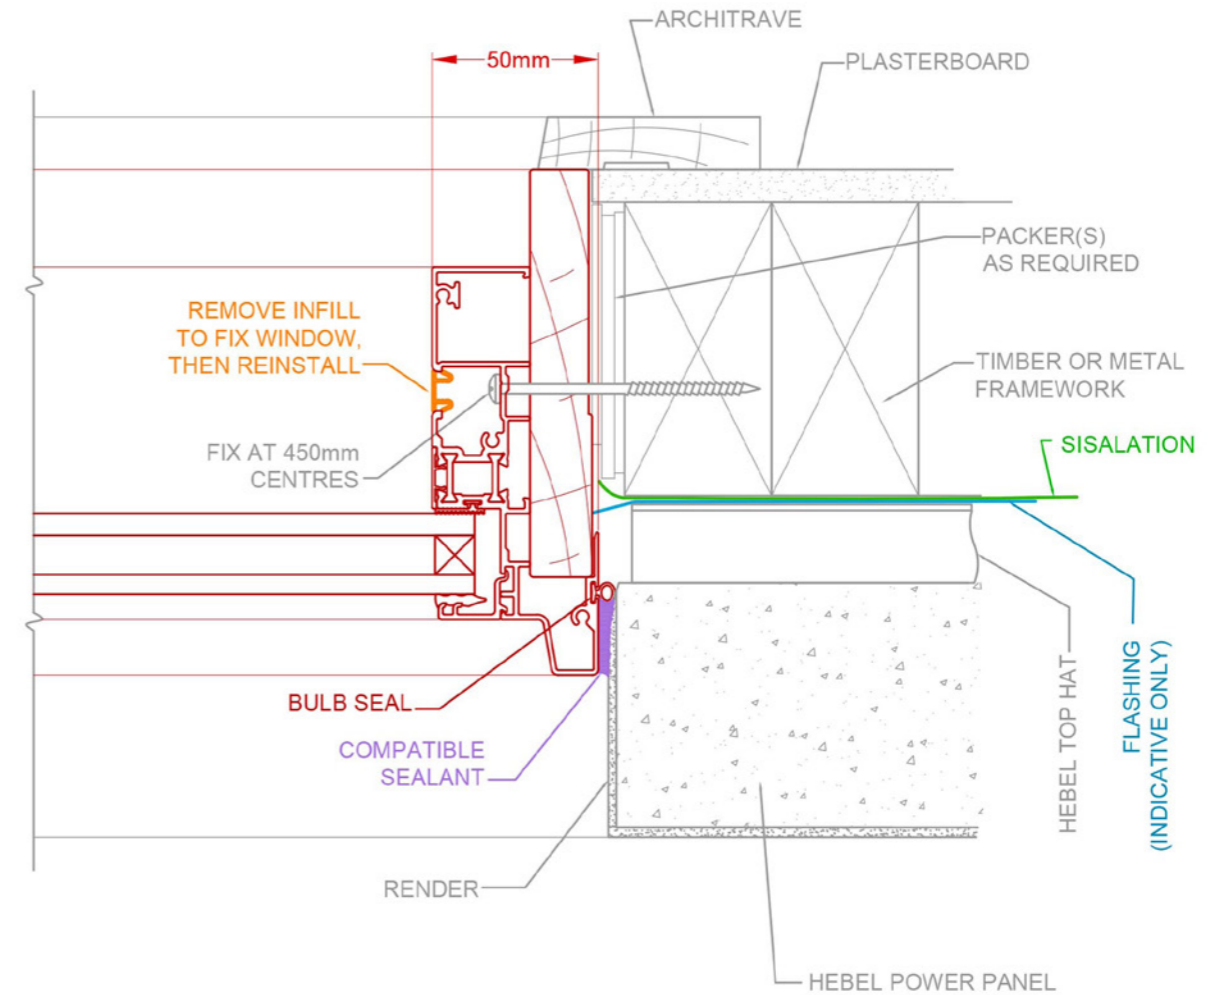 ARCHITRAVE
50mm
PLASTERBOARD
PACKER(S)
AS REQUIRED
REMOVE INFILL
TO FIX WINDOW,
THEN REINSTALL
TIMBER OR METAL
FRAMEWORK
FIX AT 450mm
CENTRES
SISALATION
BULB SEAL
COMPATIBLE
SEALANT
HEBEL TOP HAT
FLASHING
(INDICATIVE ONLY)
RENDER
HEBEL POWER PANEL